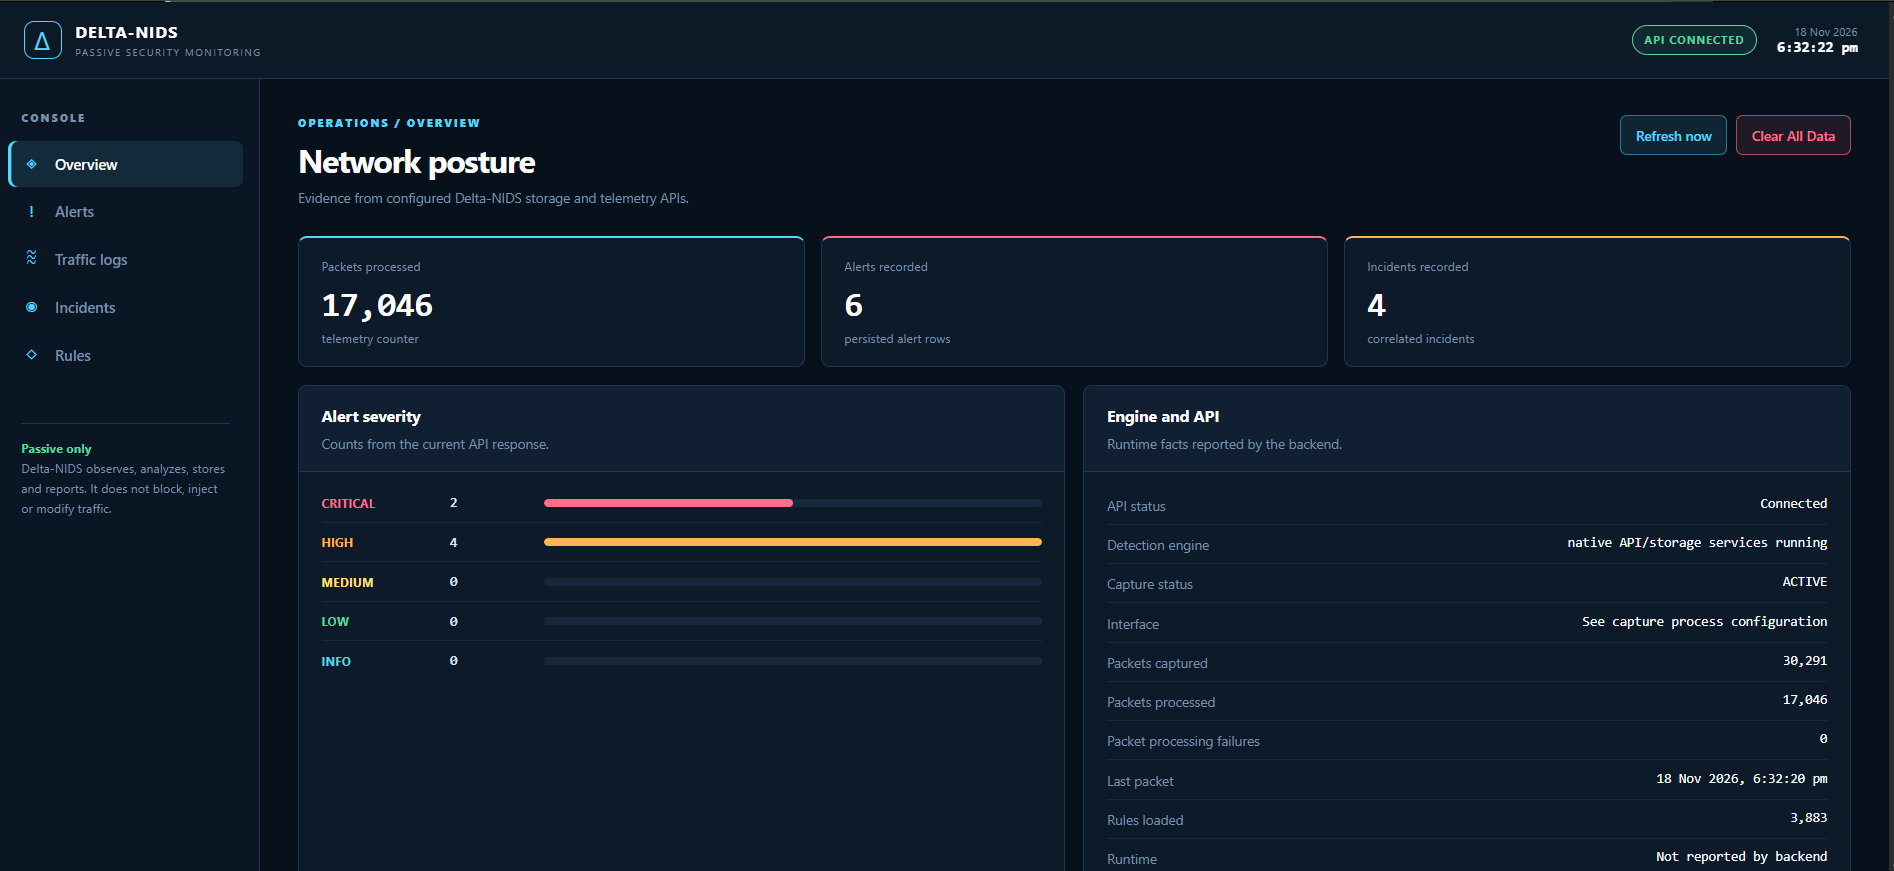 Δ
DELTA-NIDS
PASSIVE SECURITY MONITORING
API CONNECTED
18 Nov 2026
6:32:22 pm
CONSOLE
Overview
! Alerts
Traffic logs
Incidents
Rules
Passive only
Delta-NIDS observes, analyzes, stores
and reports. It does not block, inject
or modify traffic.
OPERATIONS / OVERVIEW
Network posture
Evidence from configured Delta-NIDS storage and telemetry APIs.
Refresh now
Clear All Data
Packets processed
17,046
telemetry counter
Alerts recorded
6
persisted alert rows
Incidents recorded
4
correlated incidents
Alert severity
Counts from the current API response.
CRITICAL 2
HIGH 4
MEDIUM 0
LOW 0
INFO 0
Engine and API
Runtime facts reported by the backend.
API status Connected
Detection engine native API/storage services running
Capture status ACTIVE
Interface See capture process configuration
Packets captured 30,291
Packets processed 17,046
Packet processing failures 0
Last packet 18 Nov 2026, 6:32:20 pm
Rules loaded 3,883
Runtime Not reported by backend